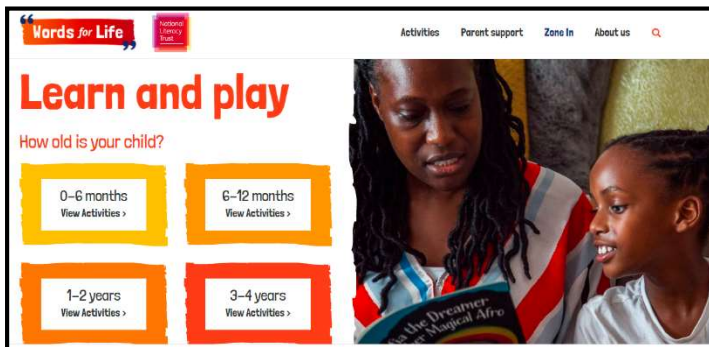 “Words for Life”
National
Literacy
Trust
Activities Parent support Zone In About us
Learn and play
How old is your child?
0–6 months
View Activities >
6–12 months
View Activities >
1–2 years
View Activities >
3–4 years
View Activities >
the Dreamer
Magical Afro